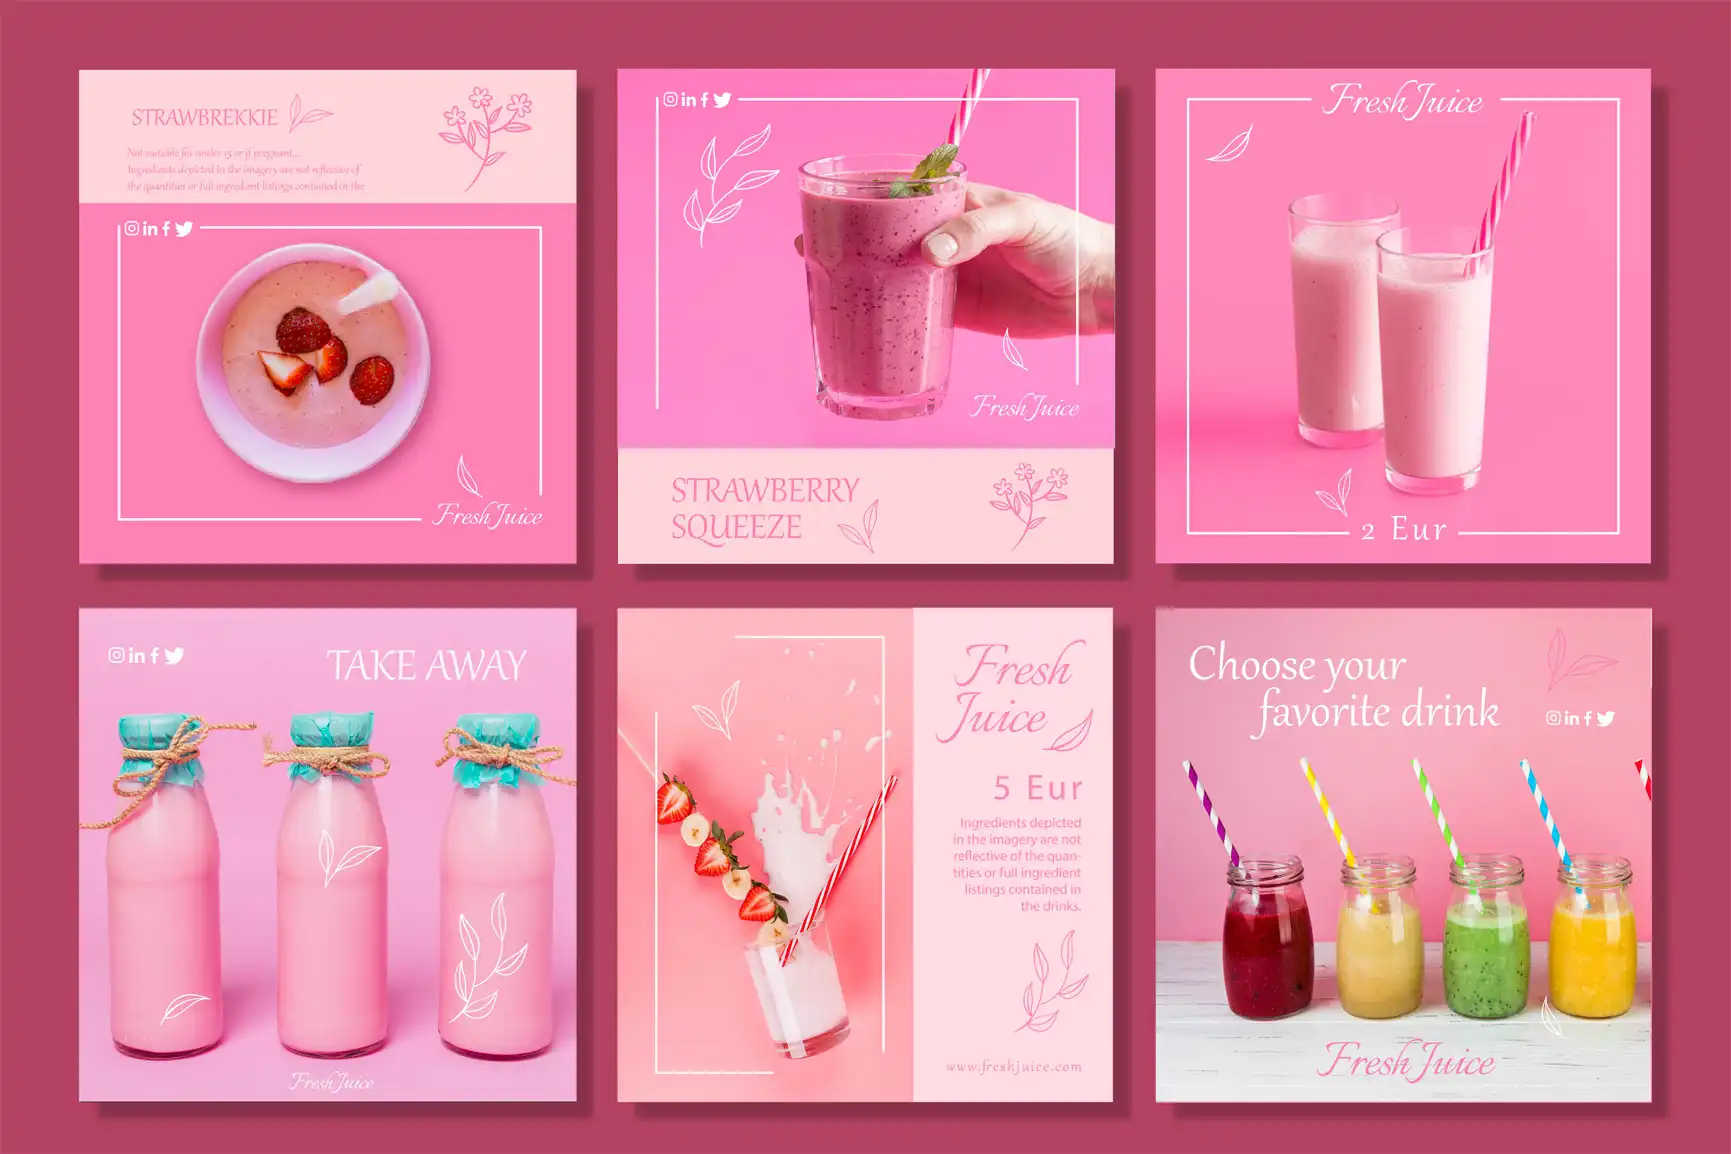 STRAWBREKKIE
Not suitable for under 15 or if pregnant...
Ingredients depicted in the imagery are not reflective of
the quantities or full ingredient listings contained in the
in f
Fresh Juice
in f
Fresh Juice
STRAWBERRY
SQUEEZE
Fresh Juice
2 Eur
in f
TAKE AWAY
Fresh Juice
Fresh
Juice
5 Eur
Ingredients depicted
in the imagery are not
reflective of the quan-
tities or full ingredient
listings contained in
the drinks.
www.freshjuice.com
Choose your
favorite drink
in f
Fresh Juice